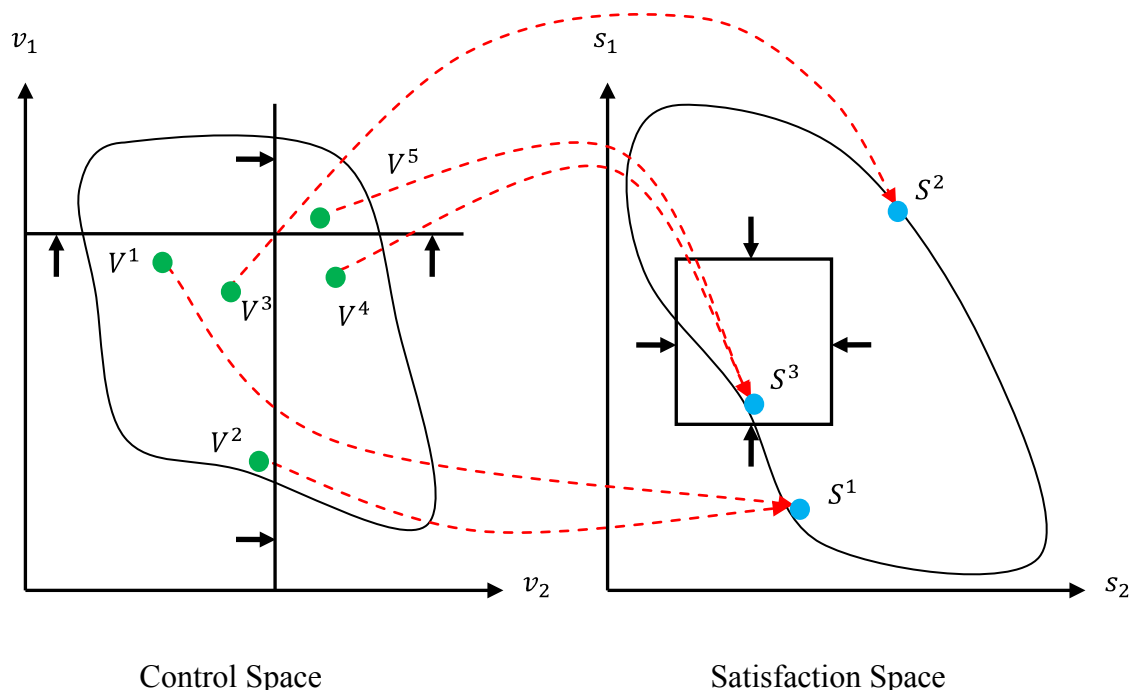 v₁
s₁
V⁵
S²
V¹
V³
V⁴
S³
V²
S¹
v₂
s₂
Control Space
Satisfaction Space